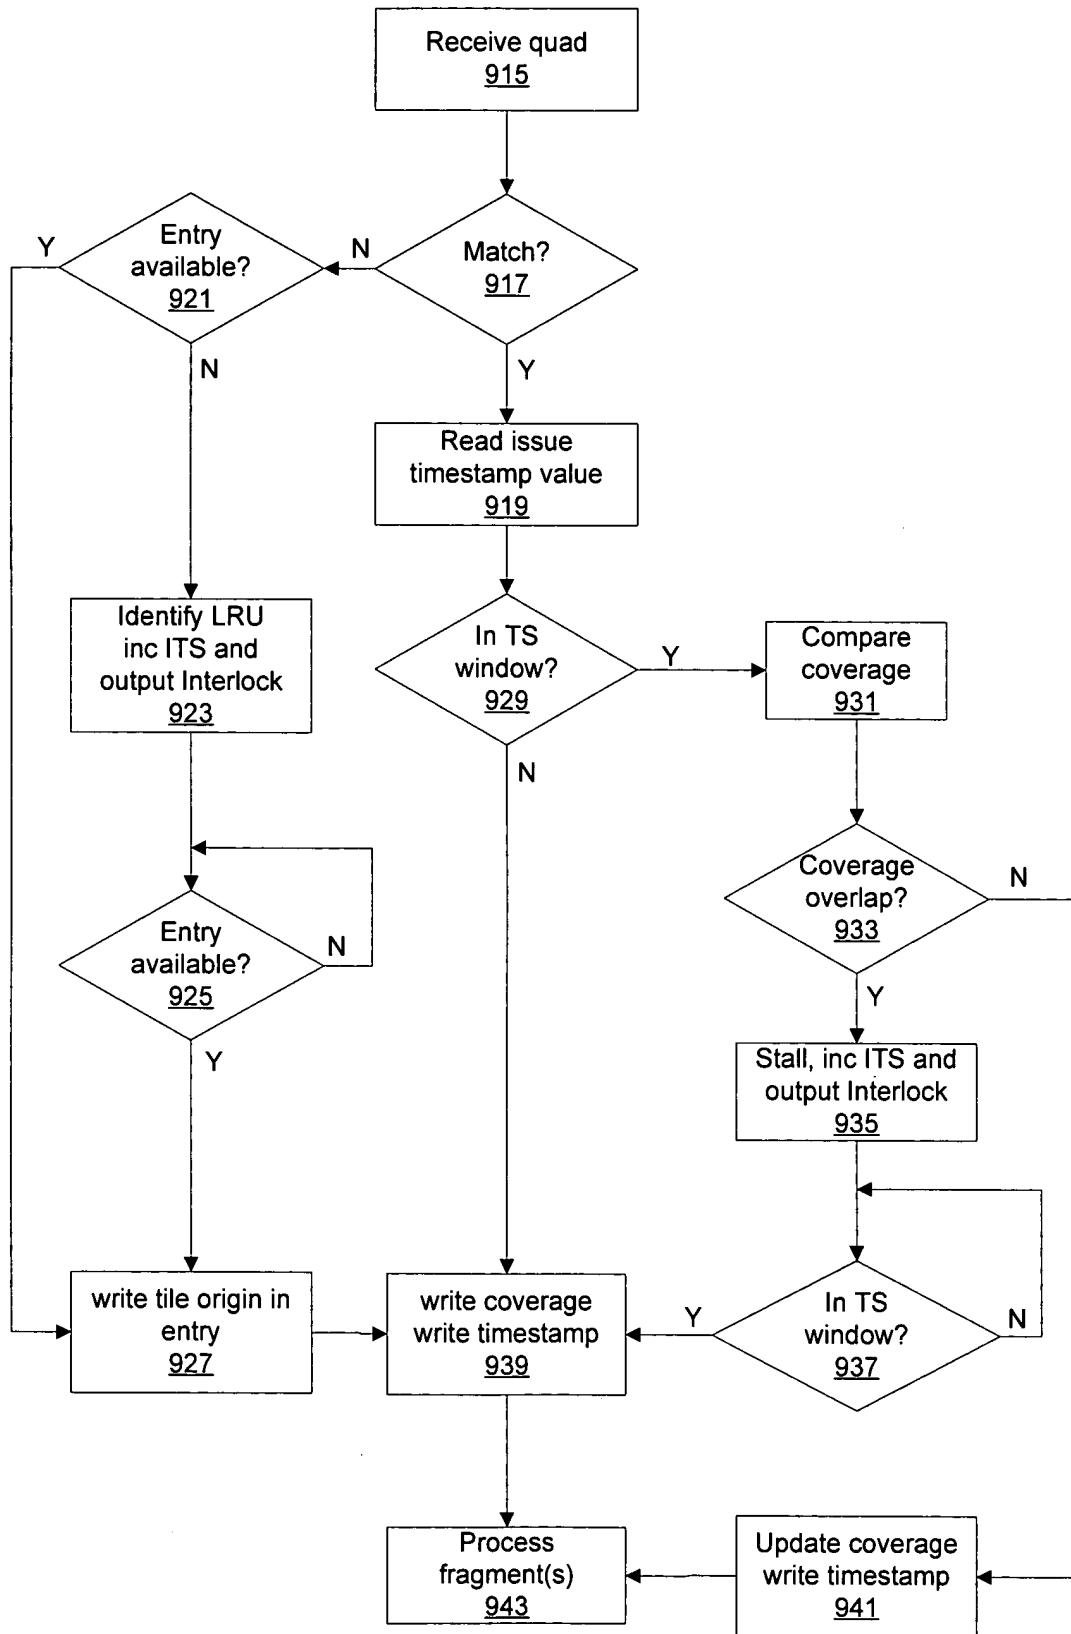 Receive quad
915
Entry
available?
921
Y
N
Match?
917
N
Y
Read issue
timestamp value
919
Identify LRU
inc ITS and
output Interlock
923
In TS
window?
929
Y
N
Compare
coverage
931
Coverage
overlap?
933
N
Y
Entry
available?
925
N
Y
Stall, inc ITS and
output Interlock
935
write tile origin in
entry
927
write coverage
write timestamp
939
Y
In TS
window?
937
N
Process
fragment(s)
943
Update coverage
write timestamp
941